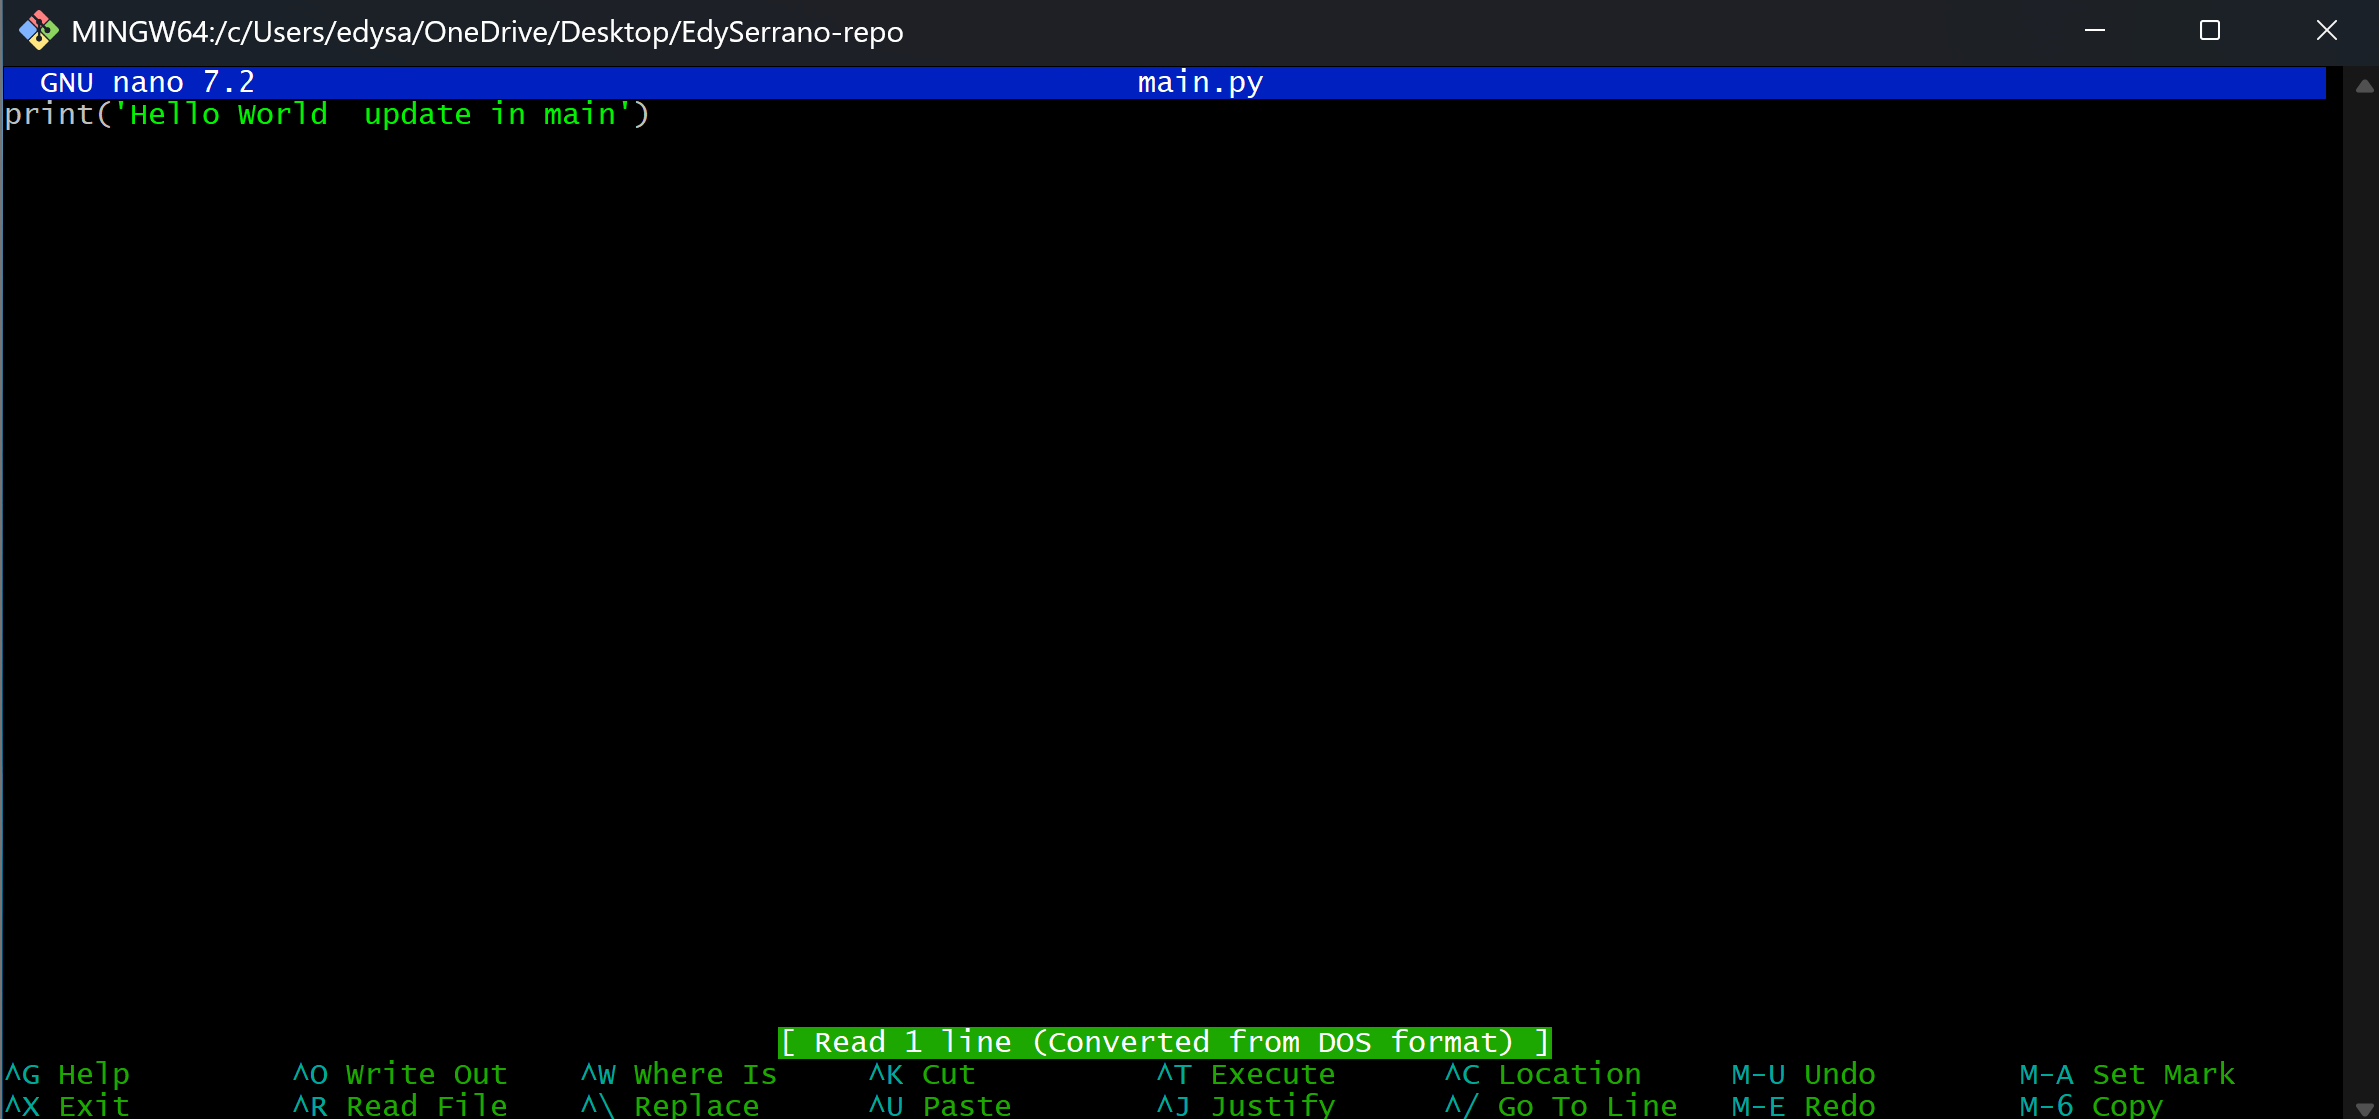 MINGW64:/c/Users/edysa/OneDrive/Desktop/EdySerrano-repo
GNU nano 7.2 main.py
print('Hello World  update in main')
[ Read 1 line (Converted from DOS format) ]
^G Help ^O Write Out ^W Where Is ^K Cut ^T Execute ^C Location M-U Undo M-A Set Mark
^X Exit ^R Read File ^\ Replace ^U Paste ^J Justify ^/ Go To Line M-E Redo M-6 Copy